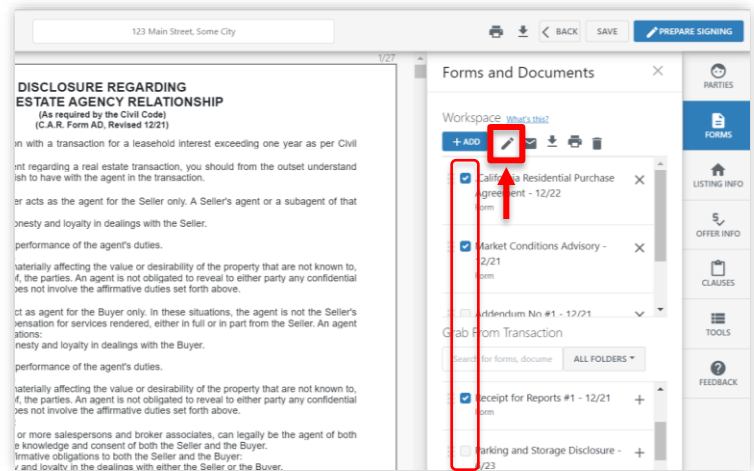 123 Main Street, Some City
BACK
SAVE
PREPARE SIGNING
1/27
DISCLOSURE REGARDING
ESTATE AGENCY RELATIONSHIP
(As required by the Civil Code)
(C.A.R. Form AD, Revised 12/21)
on with a transaction for a leasehold interest exceeding one year as per Civil
ent regarding a real estate transaction, you should from the outset understand
ish to have with the agent in the transaction.
er acts as the agent for the Seller only. A Seller's agent or a subagent of that
onesty and loyalty in dealings with the Seller.
performance of the agent's duties.
materially affecting the value or desirability of the property that are not known to,
of, the parties. An agent is not obligated to reveal to either party any confidential
oes not involve the affirmative duties set forth above.
ct as agent for the Buyer only. In these situations, the agent is not the Seller's
pensation for services rendered, either in full or in part from the Seller. An agent
ations:
nesty and loyalty in dealings with the Buyer.
performance of the agent's duties.
materially affecting the value or desirability of the property that are not known to,
of, the parties. An agent is not obligated to reveal to either party any confidential
oes not involve the affirmative duties set forth above.
or more salespersons and broker associates, can legally be the agent of both
e knowledge and consent of both the Seller and the Buyer.
firmative obligations to both the Seller and the Buyer:
y and loyalty in the dealings with either the Seller or the Buyer.
Forms and Documents
Workspace What's this?
+ ADD
California Residential Purchase
Agreement - 12/22
Form
Market Conditions Advisory -
12/21
Form
Addendum No #1 - 12/21
Grab From Transaction
Search for forms, docume
ALL FOLDERS
Receipt for Reports #1 - 12/21
Form
Parking and Storage Disclosure -
6/23
PARTIES
FORMS
LISTING INFO
OFFER INFO
CLAUSES
TOOLS
FEEDBACK